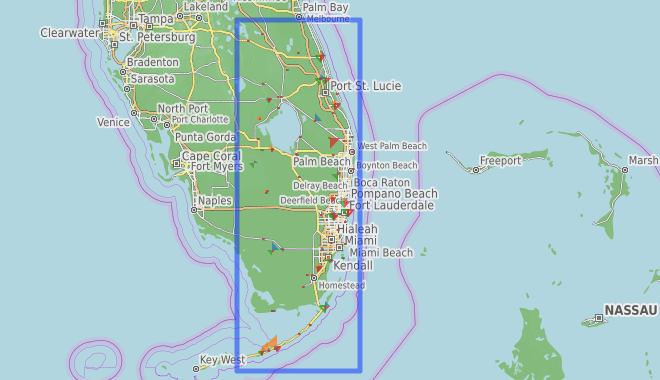 Lakeland
Palm Bay
Tampa
Melbourne
Clearwater
St. Petersburg
Bradenton
Sarasota
Port St. Lucie
North Port
Port Charlotte
Venice
Punta Gorda
West Palm Beach
Cape Coral
Palm Beach
Freeport
Marsh
Fort Myers
Boynton Beach
Delray Beach
Boca Raton
Pompano Beach
Naples
Deerfield Beach
Fort Lauderdale
Hialeah
Miami
Miami Beach
Kendall
Homestead
NASSAU
Key West